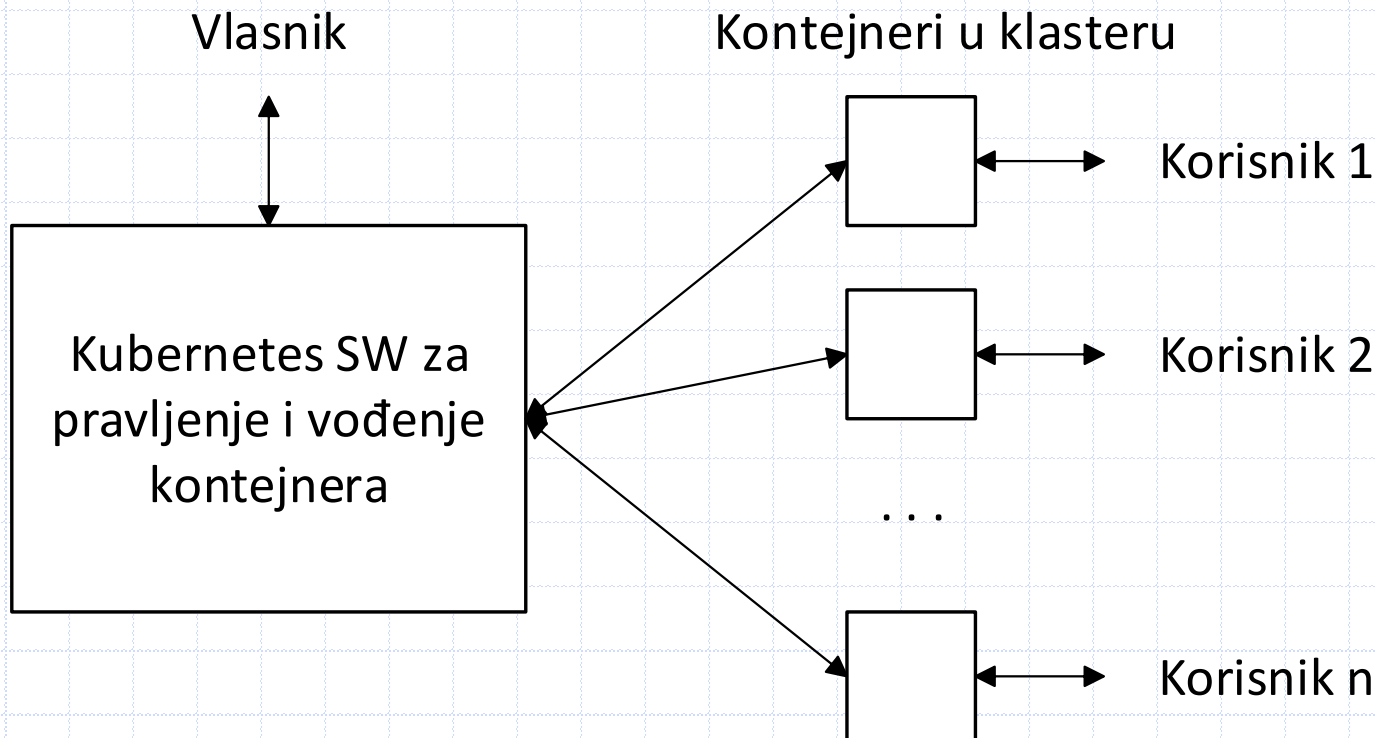 Vlasnik
Kontejneri u klasteru
Korisnik 1
Kubernetes SW za
pravljenje i vođenje
kontejnera
Korisnik 2
. . .
Korisnik n